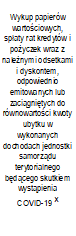 Wykup papierów
wartościowych,
spłaty rat kredytów i
pożyczek wraz z
należnym i odsetkami
i dyskontem,
odpowiednio
emitowanych lub
zaciągniętych do
równowartości kwoty
ubytku w
wykonanych
dochodach jednostki
samorządu
terytorialnego
będącego skutkiem
wystąpienia
COVID-19 x